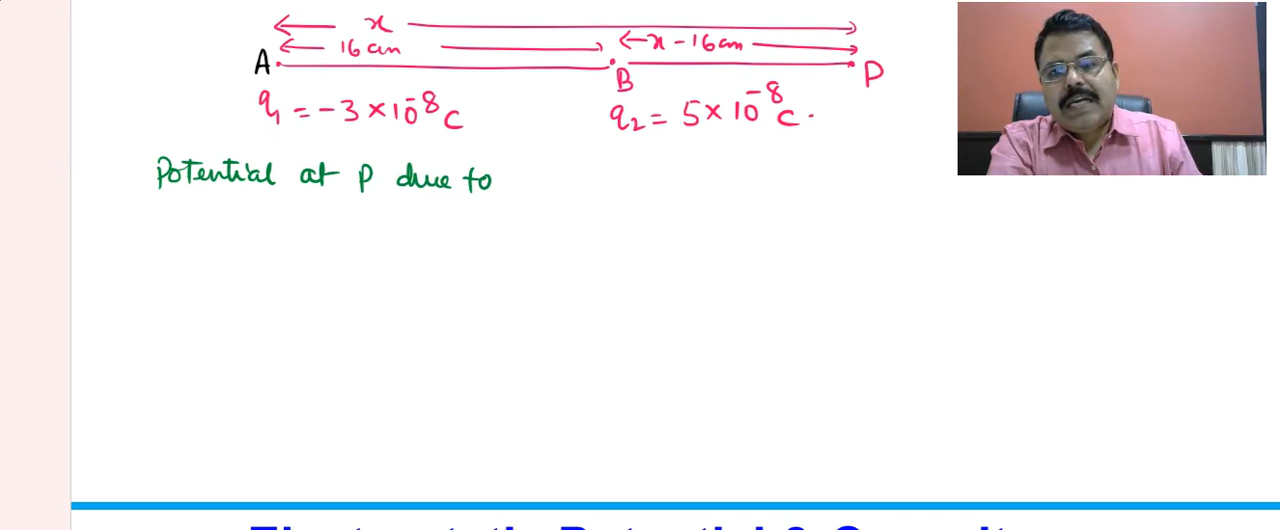 x
16 cm
x - 16 cm
A
B
P
q₁ = -3 × 10⁻⁸ C
q₂ = 5 × 10⁻⁸ C.
Potential at P due to